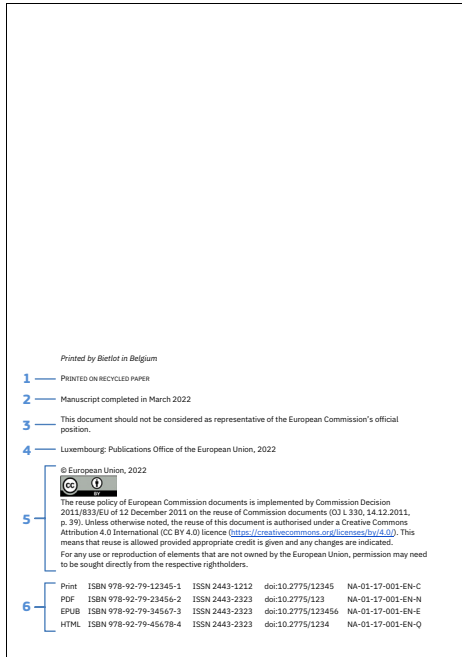 Printed by Bietlot in Belgium
1 PRINTED ON RECYCLED PAPER
2 Manuscript completed in March 2022
3 This document should not be considered as representative of the European Commission's official
position.
4 Luxembourg: Publications Office of the European Union, 2022
© European Union, 2022
cc BY
5 The reuse policy of European Commission documents is implemented by Commission Decision
2011/833/EU of 12 December 2011 on the reuse of Commission documents (OJ L 330, 14.12.2011,
p. 39). Unless otherwise noted, the reuse of this document is authorised under a Creative Commons
Attribution 4.0 International (CC BY 4.0) licence (https://creativecommons.org/licenses/by/4.0/). This
means that reuse is allowed provided appropriate credit is given and any changes are indicated.
For any use or reproduction of elements that are not owned by the European Union, permission may need
to be sought directly from the respective rightholders.
6 Print ISBN 978-92-79-12345-1 ISSN 2443-1212 doi:10.2775/12345 NA-01-17-001-EN-C
PDF ISBN 978-92-79-23456-2 ISSN 2443-2323 doi:10.2775/123 NA-01-17-001-EN-N
EPUB ISBN 978-92-79-34567-3 ISSN 2443-2323 doi:10.2775/123456 NA-01-17-001-EN-E
HTML ISBN 978-92-79-45678-4 ISSN 2443-2323 doi:10.2775/1234 NA-01-17-001-EN-Q